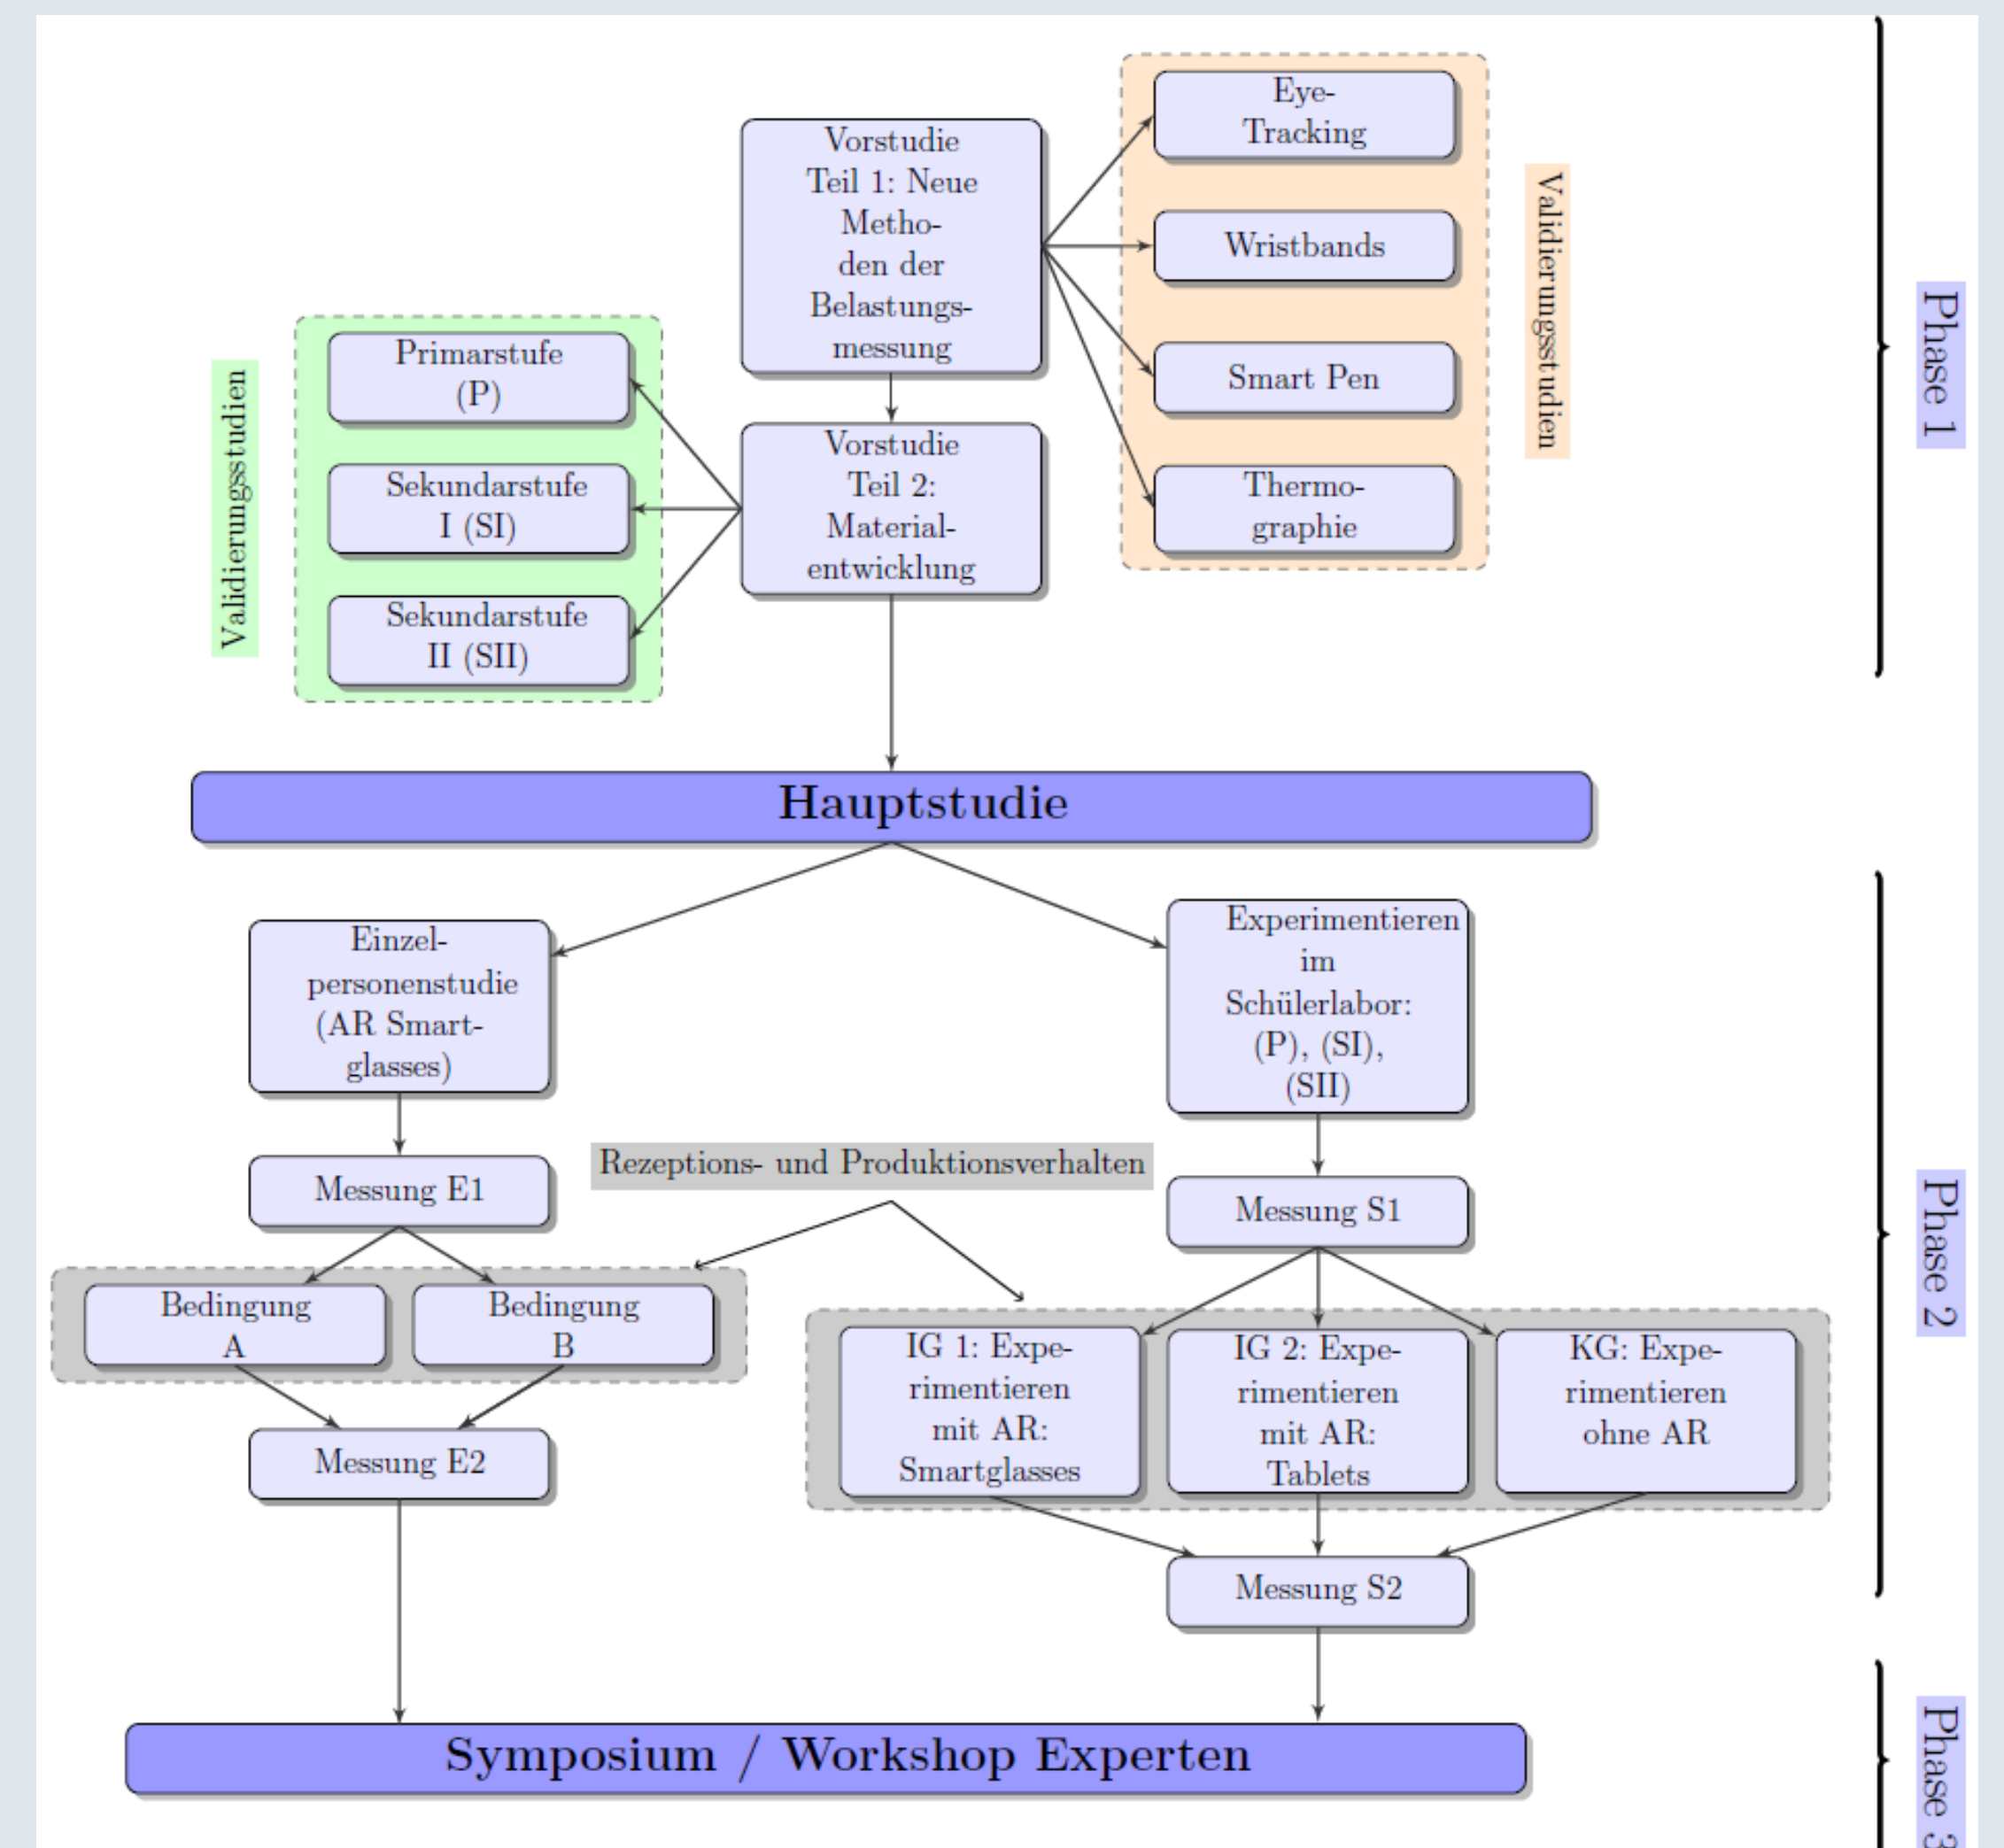 Eye-
Tracking
Vorstudie
Teil 1: Neue
Metho-
den der
Belastungs-
messung
Wristbands
Smart Pen
Thermo-
graphie
Validierungsstudien
Phase 1
Validierungsstudien
Primarstufe
(P)
Sekundarstufe
I (SI)
Sekundarstufe
II (SII)
Vorstudie
Teil 2:
Material-
entwicklung
Hauptstudie
Einzel-
personenstudie
(AR Smart-
glasses)
Experimentieren
im
Schülerlabor:
(P), (SI),
(SII)
Messung E1
Rezeptions- und Produktionsverhalten
Messung S1
Phase 2
Bedingung
A
Bedingung
B
IG 1: Expe-
rimentieren
mit AR:
Smartglasses
IG 2: Expe-
rimentieren
mit AR:
Tablets
KG: Expe-
rimentieren
ohne AR
Messung E2
Messung S2
Symposium / Workshop Experten
Phase 3